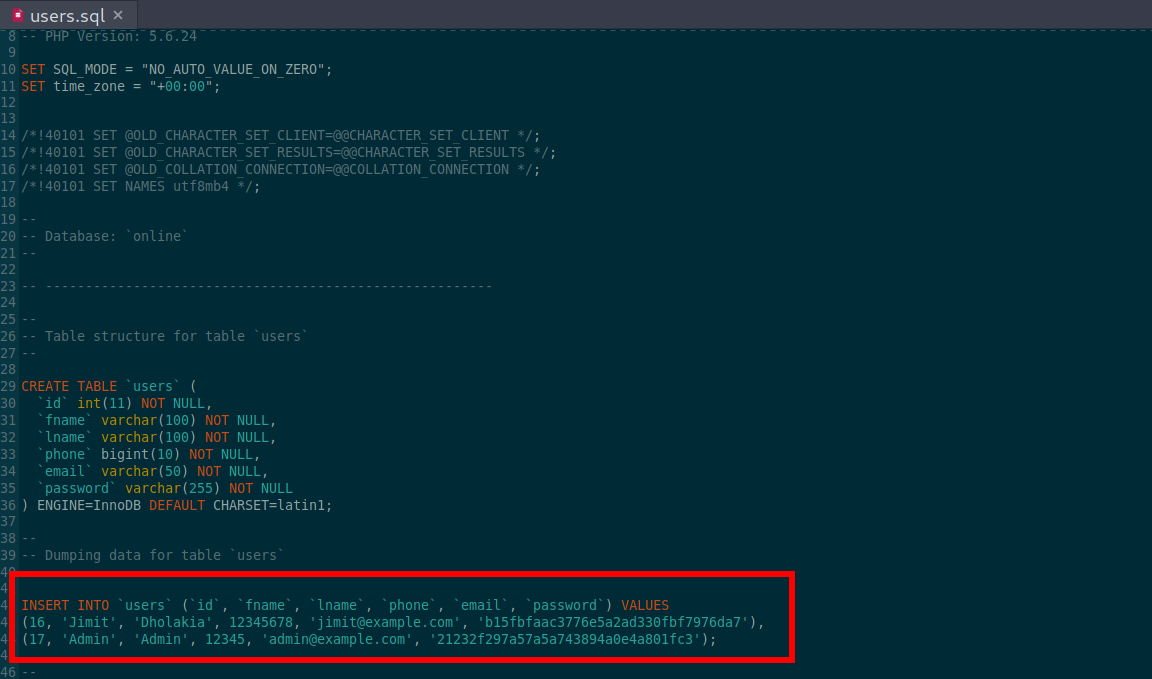 users.sql ×
8 -- PHP Version: 5.6.24
9
10 SET SQL_MODE = "NO_AUTO_VALUE_ON_ZERO";
11 SET time_zone = "+00:00";
12
13
14 /*!40101 SET @OLD_CHARACTER_SET_CLIENT=@@CHARACTER_SET_CLIENT */;
15 /*!40101 SET @OLD_CHARACTER_SET_RESULTS=@@CHARACTER_SET_RESULTS */;
16 /*!40101 SET @OLD_COLLATION_CONNECTION=@@COLLATION_CONNECTION */;
17 /*!40101 SET NAMES utf8mb4 */;
18
19 --
20 -- Database: `online`
21 --
22
23 -- --------------------------------------------------------
24
25 --
26 -- Table structure for table `users`
27 --
28
29 CREATE TABLE `users` (
30   `id` int(11) NOT NULL,
31   `fname` varchar(100) NOT NULL,
32   `lname` varchar(100) NOT NULL,
33   `phone` bigint(10) NOT NULL,
34   `email` varchar(50) NOT NULL,
35   `password` varchar(255) NOT NULL
36 ) ENGINE=InnoDB DEFAULT CHARSET=latin1;
37
38 --
39 -- Dumping data for table `users`
40
4
4 INSERT INTO `users` (`id`, `fname`, `lname`, `phone`, `email`, `password`) VALUES
4 (16, 'Jimit', 'Dholakia', 12345678, 'jimit@example.com', 'b15fbfaac3776e5a2ad330fbf7976da7'),
4 (17, 'Admin', 'Admin', 12345, 'admin@example.com', '21232f297a57a5a743894a0e4a801fc3');
4
46 --